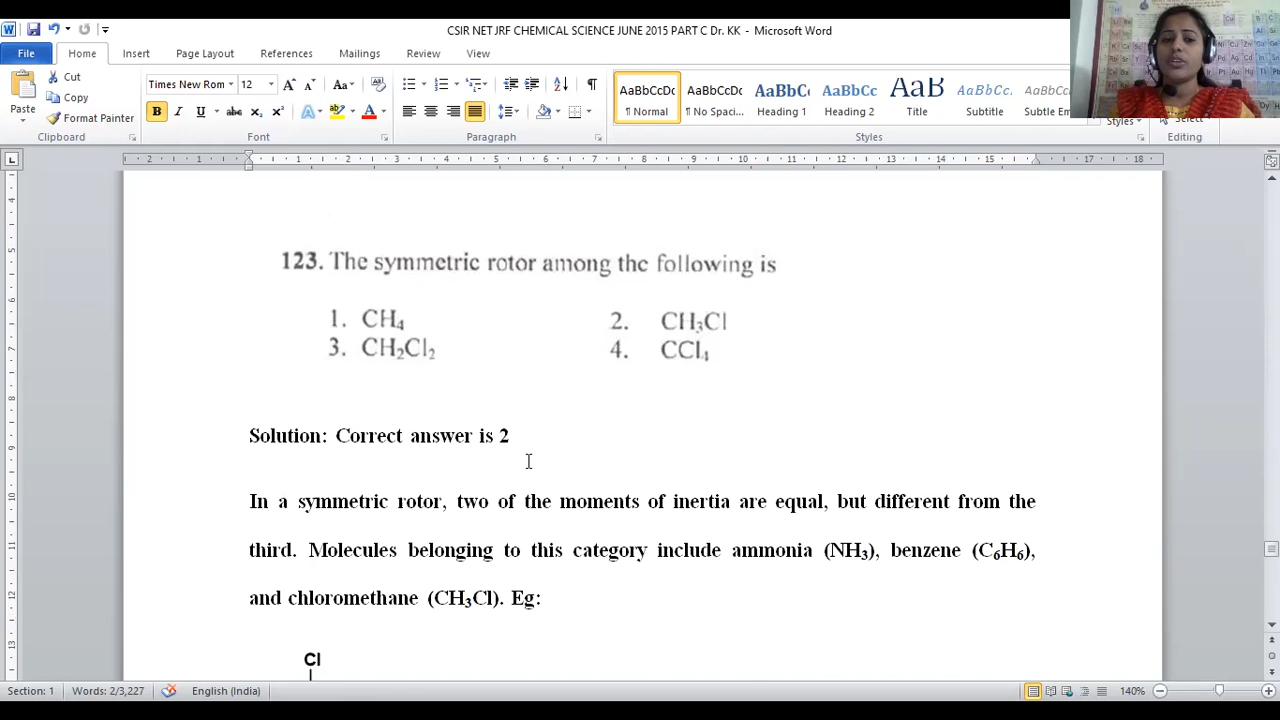 CSIR NET JRF CHEMICAL SCIENCE JUNE 2015 PART C Dr. KK - Microsoft Word
File Home Insert Page Layout References Mailings Review View
Cut
Copy
Format Painter
Paste
Clipboard
Times New Rom 12
Font
Paragraph
AaBbCcDc AaBbCcDc AaBbC AaBbCc AaB AaBbCc. AaBbCcD
¶ Normal ¶ No Spaci... Heading 1 Heading 2 Title Subtitle Subtle Em
Styles
Select
Editing
123. The symmetric rotor among the following is
1. CH₄ 2. CH₃Cl
3. CH₂Cl₂ 4. CCl₄
Solution: Correct answer is 2
In a symmetric rotor, two of the moments of inertia are equal, but different from the
third. Molecules belonging to this category include ammonia (NH₃), benzene (C₆H₆),
and chloromethane (CH₃Cl). Eg:
Cl
Section: 1 Words: 2/3,227 English (India) 140%